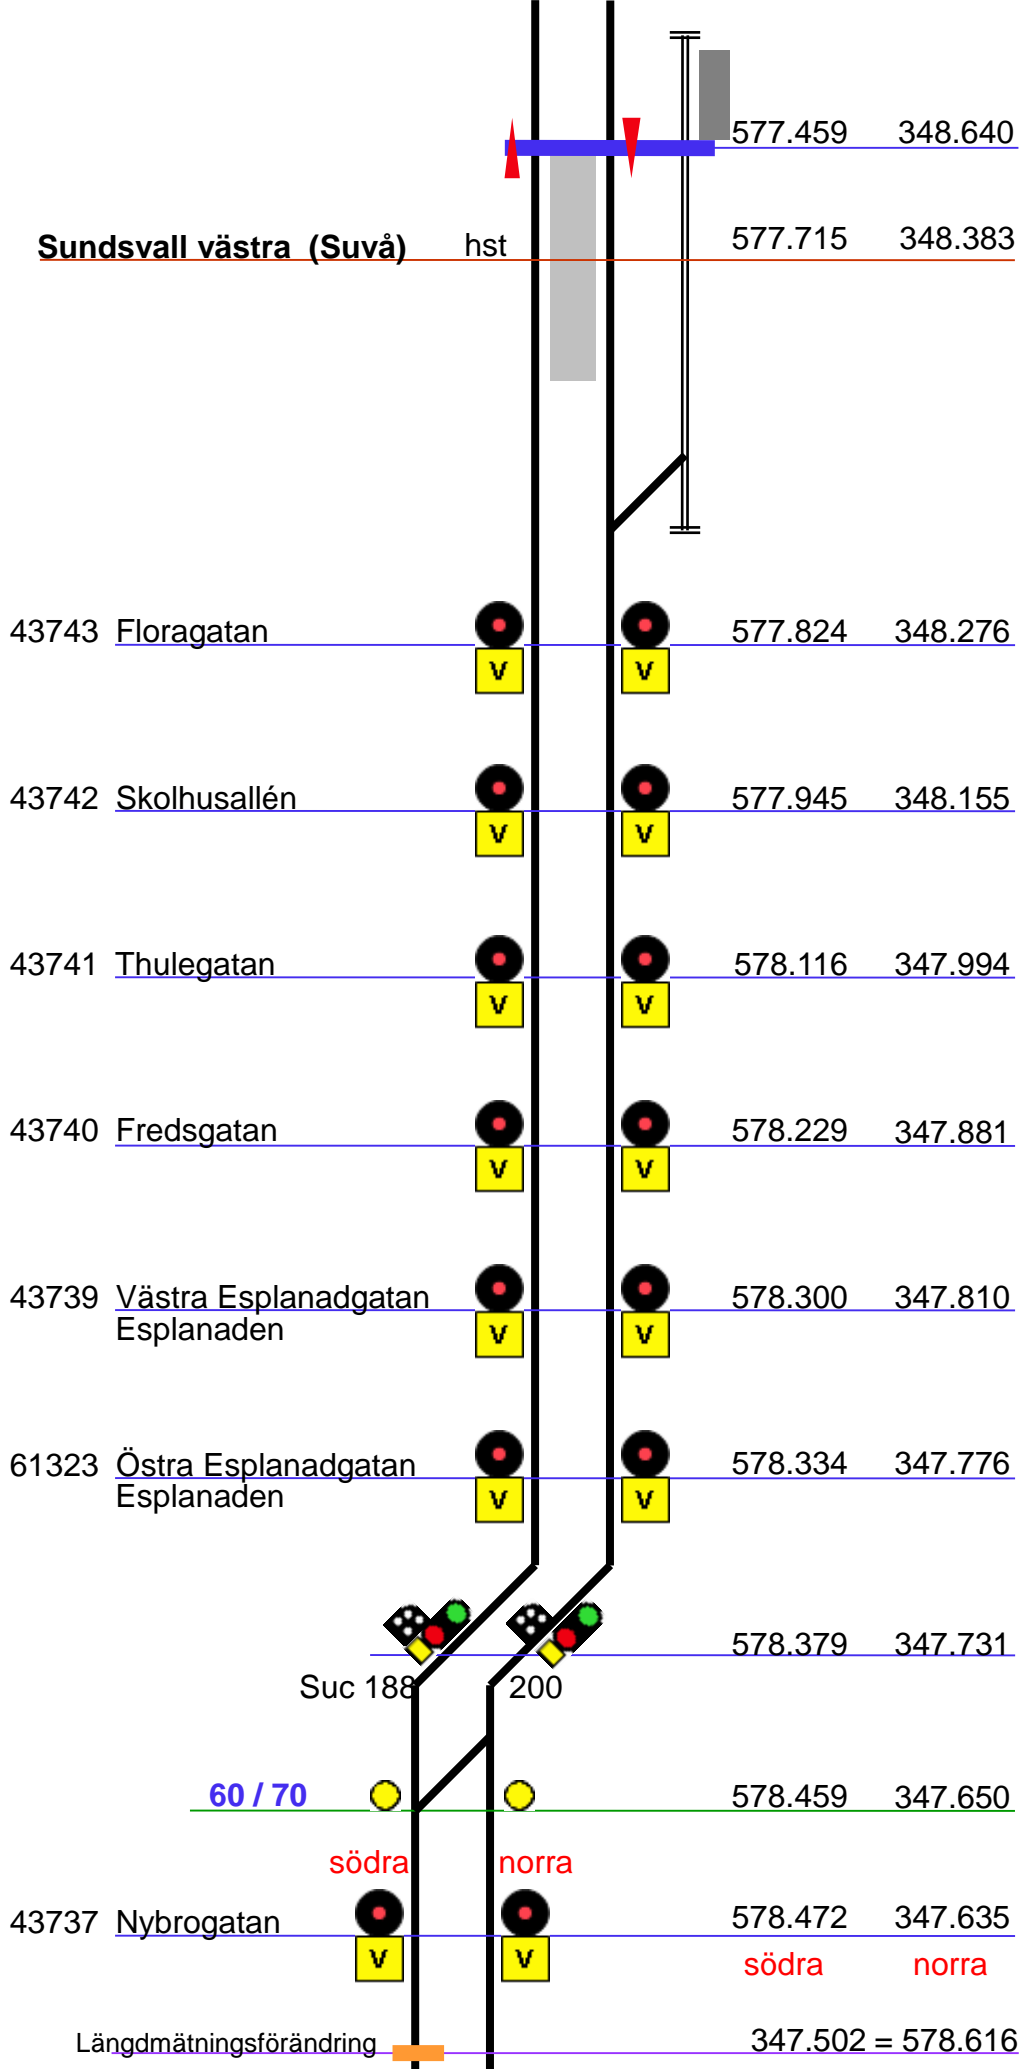 577.459 348.640
Sundsvall västra (Suvå) hst 577.715 348.383
43743 Floragatan 577.824 348.276
V V
43742 Skolhusallén 577.945 348.155
V V
43741 Thulegatan 578.116 347.994
V V
43740 Fredsgatan 578.229 347.881
V V
43739 Västra Esplanadgatan 578.300 347.810
Esplanaden V V
61323 Östra Esplanadgatan 578.334 347.776
Esplanaden V V
578.379 347.731
Suc 188 200
60 / 70 578.459 347.650
södra norra
43737 Nybrogatan 578.472 347.635
V V södra norra
Längdmätningsförändring 347.502 = 578.616